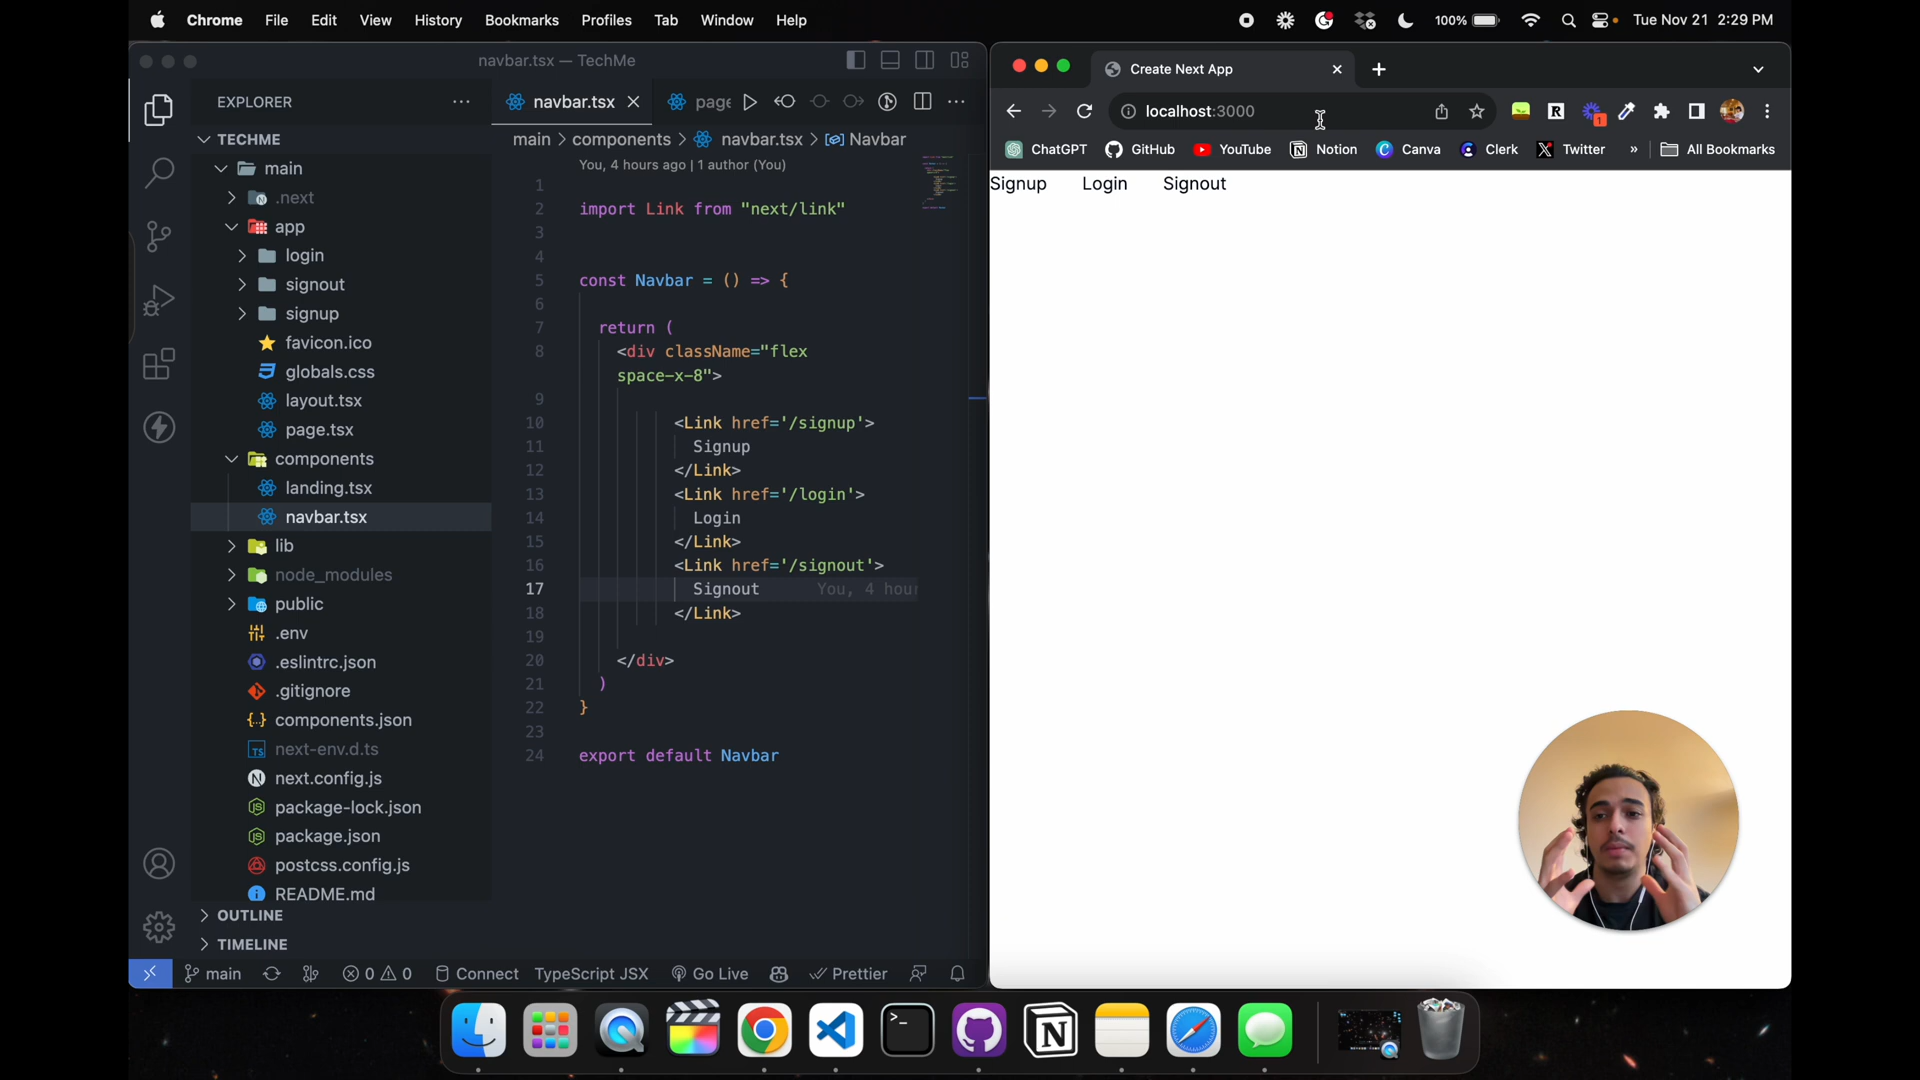 Chrome File Edit View History Bookmarks Profiles Tab Window Help
100% Tue Nov 21 2:29 PM
navbar.tsx — TechMe
EXPLORER
TECHME
main
.next
app
login
signout
signup
favicon.ico
globals.css
layout.tsx
page.tsx
components
landing.tsx
navbar.tsx
lib
node_modules
public
.env
.eslintrc.json
.gitignore
components.json
next-env.d.ts
next.config.js
package-lock.json
package.json
postcss.config.js
README.md
OUTLINE
TIMELINE
navbar.tsx
main > components > navbar.tsx > Navbar
You, 4 hours ago | 1 author (You)
1
2 import Link from "next/link"
3
4
5 const Navbar = () => {
6
7 return (
8 <div className="flex
space-x-8">
9
10 <Link href='/signup'>
11 Signup
12 </Link>
13 <Link href='/login'>
14 Login
15 </Link>
16 <Link href='/signout'>
17 Signout You, 4 hour
18 </Link>
19
20 </div>
21 )
22 }
23
24 export default Navbar
main 0 0 Connect TypeScript JSX Go Live Prettier
Create Next App
localhost:3000
ChatGPT GitHub YouTube Notion Canva Clerk Twitter » All Bookmarks
Signup Login Signout